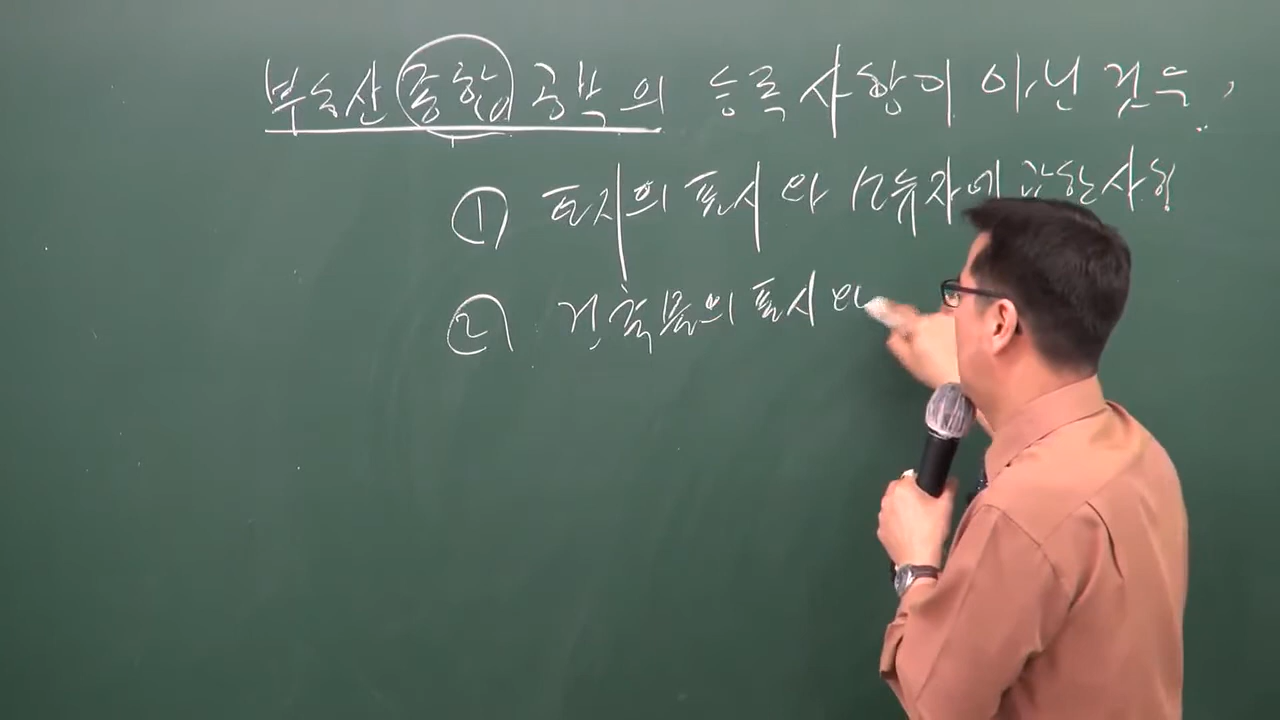 부동산 종합 공부의 등록사항이 아닌 것은,
① 토지의 표시와 소유자에 관한 사항
② 건축물의 표시와